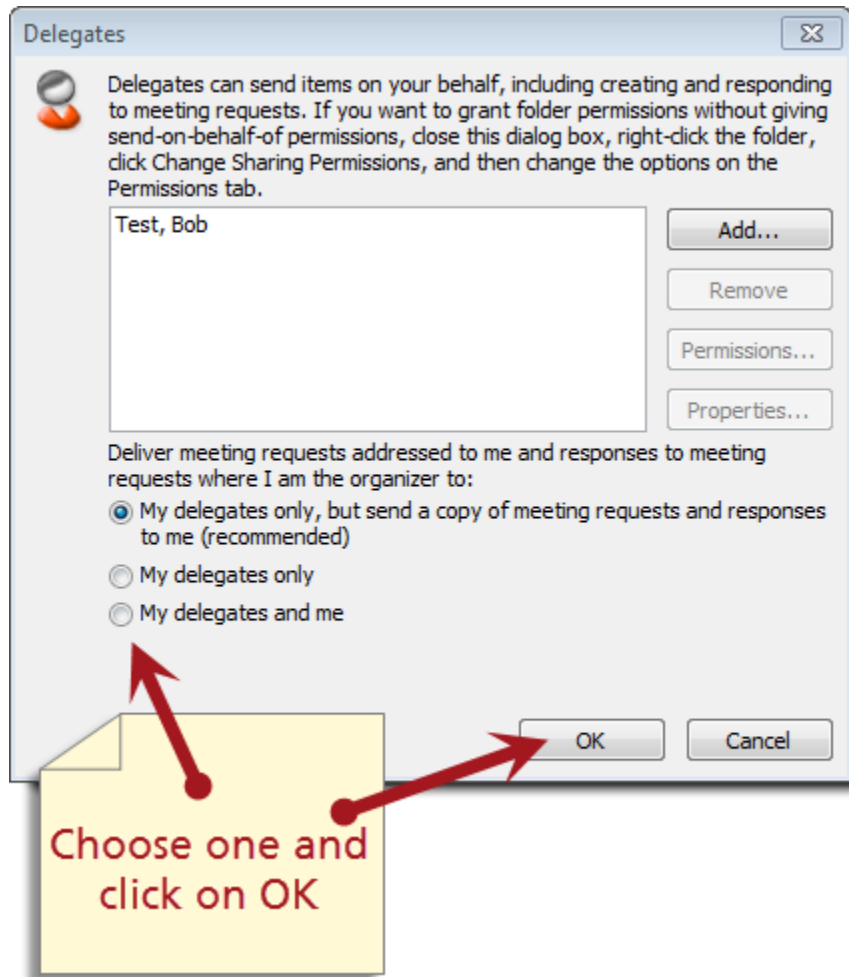 Delegates
Delegates can send items on your behalf, including creating and responding
to meeting requests. If you want to grant folder permissions without giving
send-on-behalf-of permissions, close this dialog box, right-click the folder,
click Change Sharing Permissions, and then change the options on the
Permissions tab.
Test, Bob
Add...
Remove
Permissions...
Properties...
Deliver meeting requests addressed to me and responses to meeting
requests where I am the organizer to:
My delegates only, but send a copy of meeting requests and responses
to me (recommended)
My delegates only
My delegates and me
OK
Cancel
Choose one and
click on OK